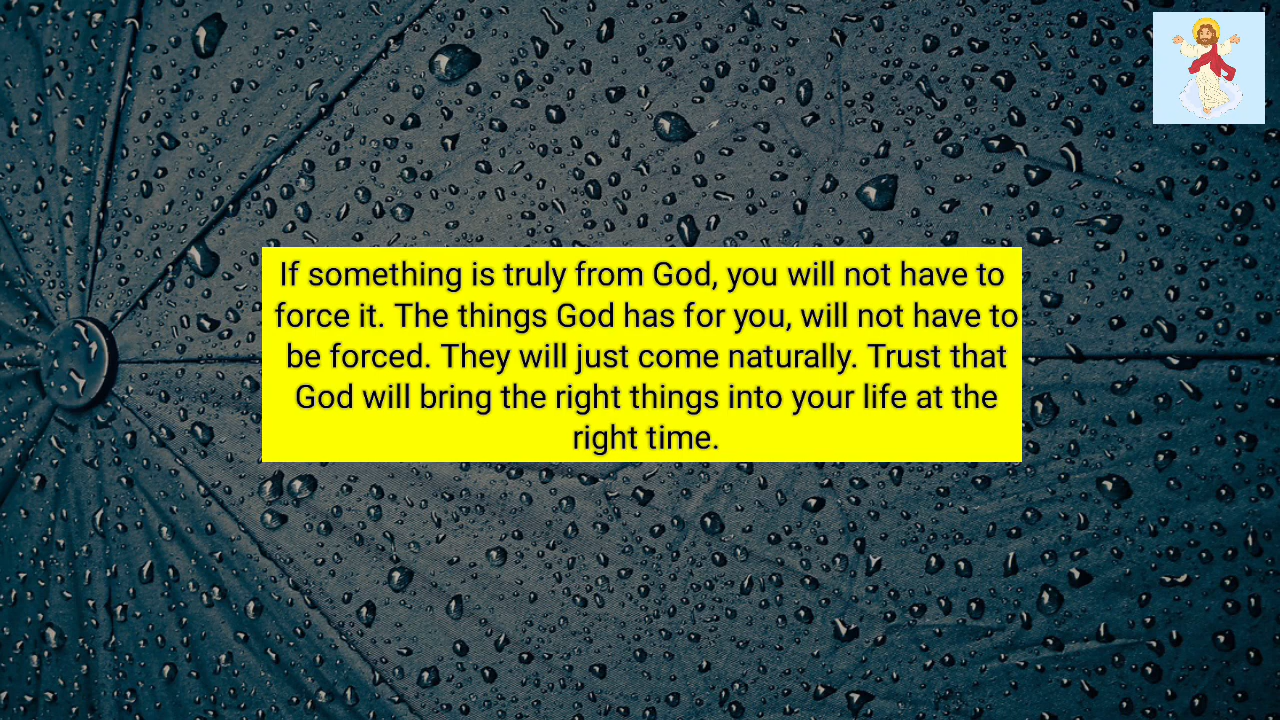 If something is truly from God, you will not have to
force it. The things God has for you, will not have to
be forced. They will just come naturally. Trust that
God will bring the right things into your life at the
right time.